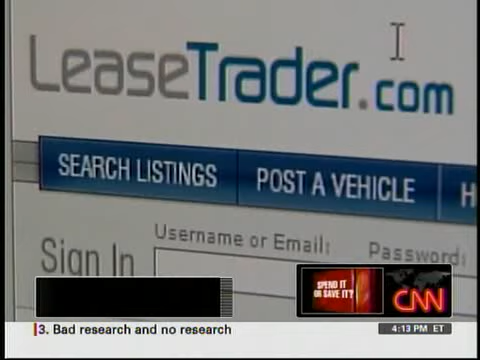 LeaseTrader.com
SEARCH LISTINGS
POST A VEHICLE
H
Username or Email:
Password:
Sign In
SPEND IT
OR SAVE IT?
CNN
3. Bad research and no research
4:13 PM ET